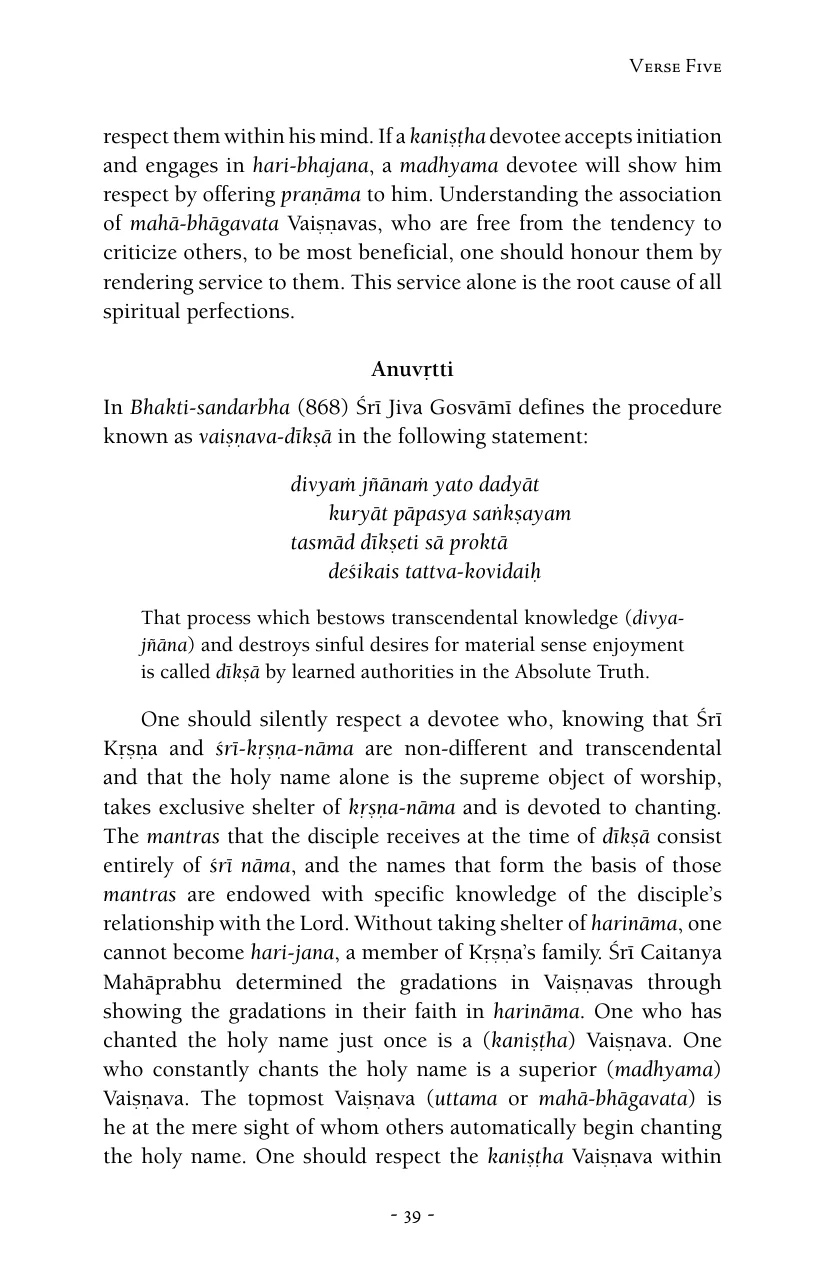 Verse Five
respect them within his mind. If a kaniṣṭha devotee accepts initiation
and engages in hari-bhajana, a madhyama devotee will show him
respect by offering praṇāma to him. Understanding the association
of mahā-bhāgavata Vaiṣṇavas, who are free from the tendency to
criticize others, to be most beneficial, one should honour them by
rendering service to them. This service alone is the root cause of all
spiritual perfections.
Anuvṛtti
In Bhakti-sandarbha (868) Śrī Jiva Gosvāmī defines the procedure
known as vaiṣṇava-dīkṣā in the following statement:
divyaṁ jñānaṁ yato dadyāt
kuryāt pāpasya saṅkṣayam
tasmād dīkṣeti sā proktā
deśikais tattva-kovidaiḥ
That process which bestows transcendental knowledge (divya-
jñāna) and destroys sinful desires for material sense enjoyment
is called dīkṣā by learned authorities in the Absolute Truth.
One should silently respect a devotee who, knowing that Śrī
Kṛṣṇa and śrī-kṛṣṇa-nāma are non-different and transcendental
and that the holy name alone is the supreme object of worship,
takes exclusive shelter of kṛṣṇa-nāma and is devoted to chanting.
The mantras that the disciple receives at the time of dīkṣā consist
entirely of śrī nāma, and the names that form the basis of those
mantras are endowed with specific knowledge of the disciple’s
relationship with the Lord. Without taking shelter of harināma, one
cannot become hari-jana, a member of Kṛṣṇa’s family. Śrī Caitanya
Mahāprabhu determined the gradations in Vaiṣṇavas through
showing the gradations in their faith in harināma. One who has
chanted the holy name just once is a (kaniṣṭha) Vaiṣṇava. One
who constantly chants the holy name is a superior (madhyama)
Vaiṣṇava. The topmost Vaiṣṇava (uttama or mahā-bhāgavata) is
he at the mere sight of whom others automatically begin chanting
the holy name. One should respect the kaniṣṭha Vaiṣṇava within
- 39 -